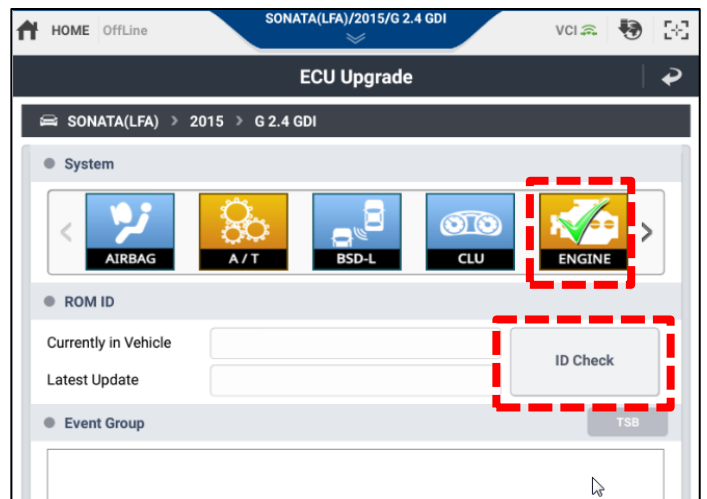 HOME OffLine SONATA(LFA)/2015/G 2.4 GDI VCI
ECU Upgrade
SONATA(LFA) > 2015 > G 2.4 GDI
System
AIRBAG A/T BSD-L CLU ENGINE
ROM ID
Currently in Vehicle
ID Check
Latest Update
Event Group TSB